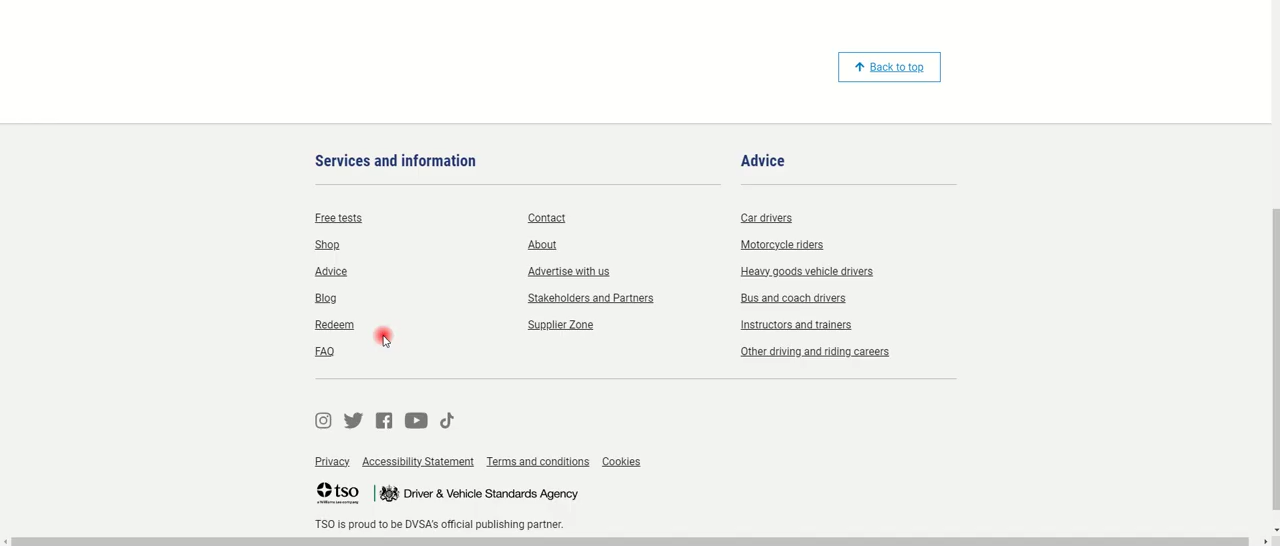 Back to top
Services and information
Advice
Free tests
Contact
Car drivers
Shop
About
Motorcycle riders
Advice
Advertise with us
Heavy goods vehicle drivers
Blog
Stakeholders and Partners
Bus and coach drivers
Redeem
Supplier Zone
Instructors and trainers
FAQ
Other driving and riding careers
Privacy Accessibility Statement Terms and conditions Cookies
tso
Driver & Vehicle Standards Agency
TSO is proud to be DVSA's official publishing partner.